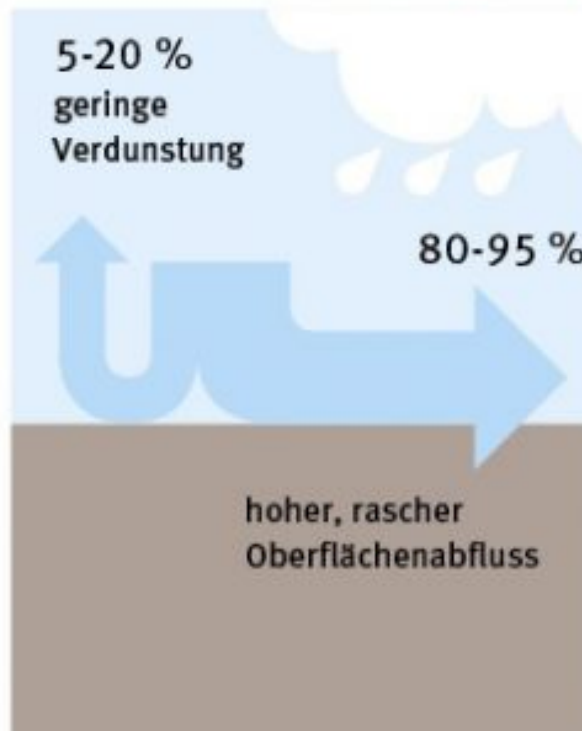 5-20 %
geringe
Verdunstung
80-95 %
hoher, rascher
Oberflächenabfluss